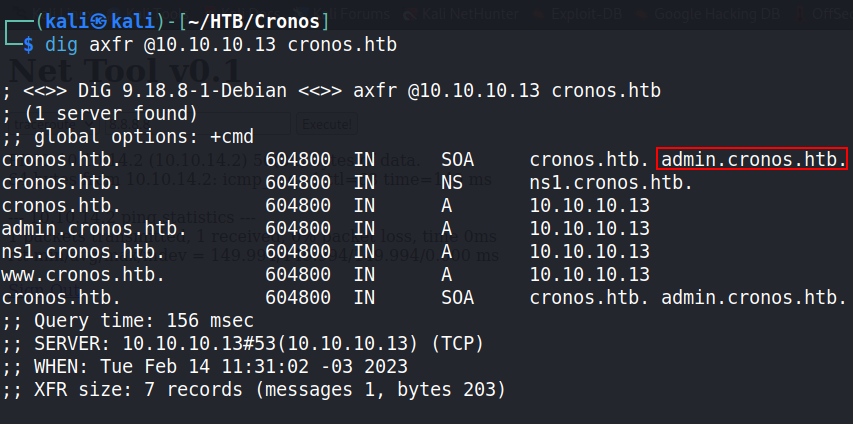 (kali㉿kali)-[~/HTB/Cronos]
$ dig axfr @10.10.10.13 cronos.htb
Net Tool v0.1
; <<>> DiG 9.18.8-1-Debian <<>> axfr @10.10.10.13 cronos.htb
; (1 server found)
Execute!
;; global options: +cmd
cronos.htb. 604800 IN SOA cronos.htb. admin.cronos.htb.
cronos.htb. 604800 IN NS ns1.cronos.htb.
cronos.htb. 604800 IN A 10.10.10.13
admin.cronos.htb. 604800 IN A 10.10.10.13
ns1.cronos.htb. 604800 IN A 10.10.10.13
www.cronos.htb. 604800 IN A 10.10.10.13
cronos.htb. 604800 IN SOA cronos.htb. admin.cronos.htb.
;; Query time: 156 msec
;; SERVER: 10.10.10.13#53(10.10.10.13) (TCP)
;; WHEN: Tue Feb 14 11:31:02 -03 2023
;; XFR size: 7 records (messages 1, bytes 203)